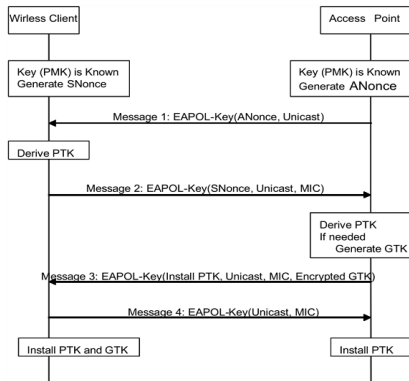 Wirless Client
Access Point
Key (PMK) is Known
Generate SNonce
Key (PMK) is Known
Generate ANonce
Message 1: EAPOL-Key(ANonce, Unicast)
Derive PTK
Message 2: EAPOL-Key(SNonce, Unicast, MIC)
Derive PTK
If needed
Generate GTK
Message 3: EAPOL-Key(Install PTK, Unicast, MIC, Encrypted GTK)
Message 4: EAPOL-Key(Unicast, MIC)
Install PTK and GTK
Install PTK